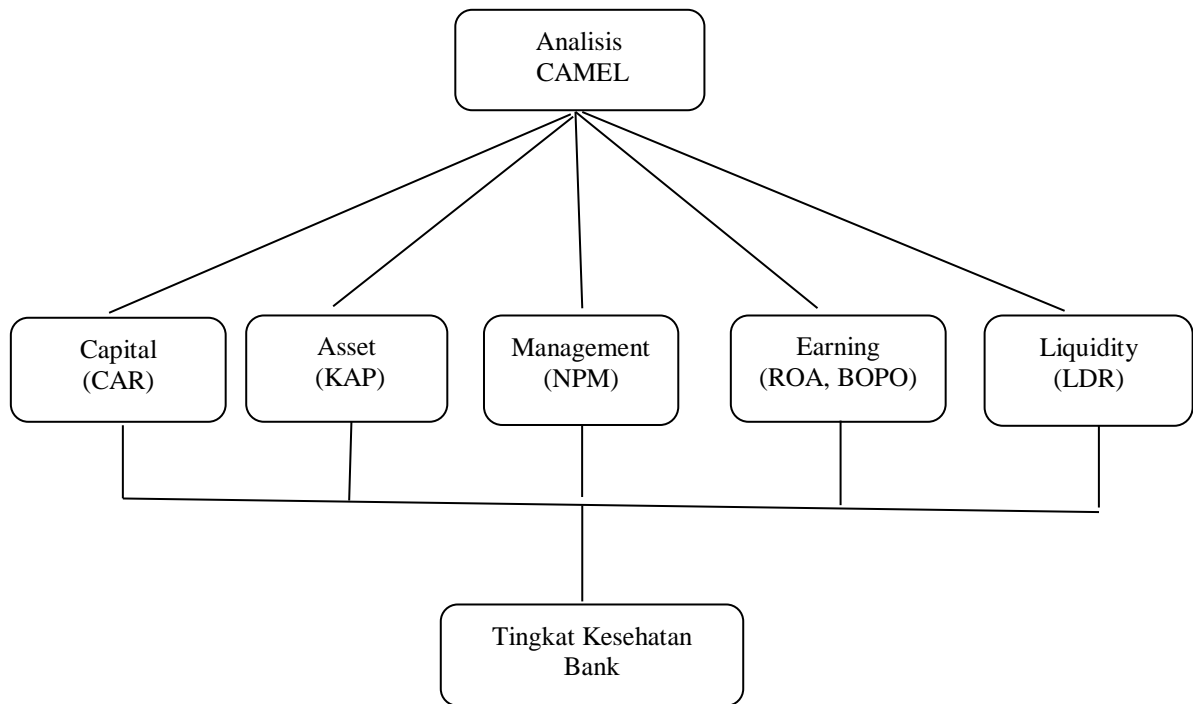 Analisis
CAMEL
Capital
(CAR)
Asset
(KAP)
Management
(NPM)
Earning
(ROA, BOPO)
Liquidity
(LDR)
Tingkat Kesehatan
Bank